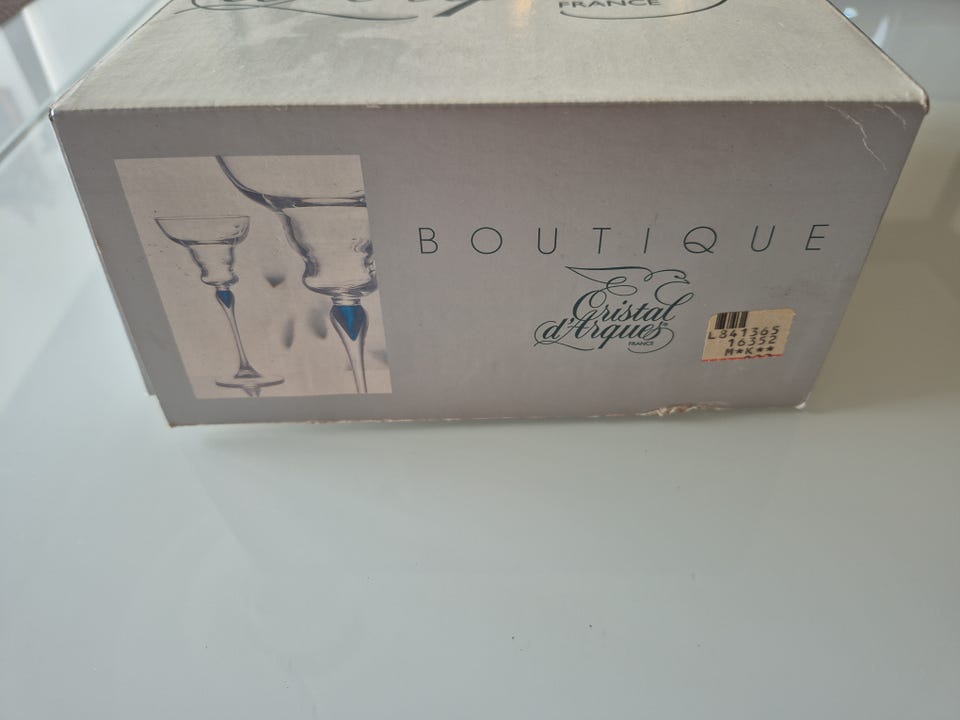 FRANCE
BOUTIQUE
Cristal
d'Arques
FRANCE
L841365
16352
M*K**